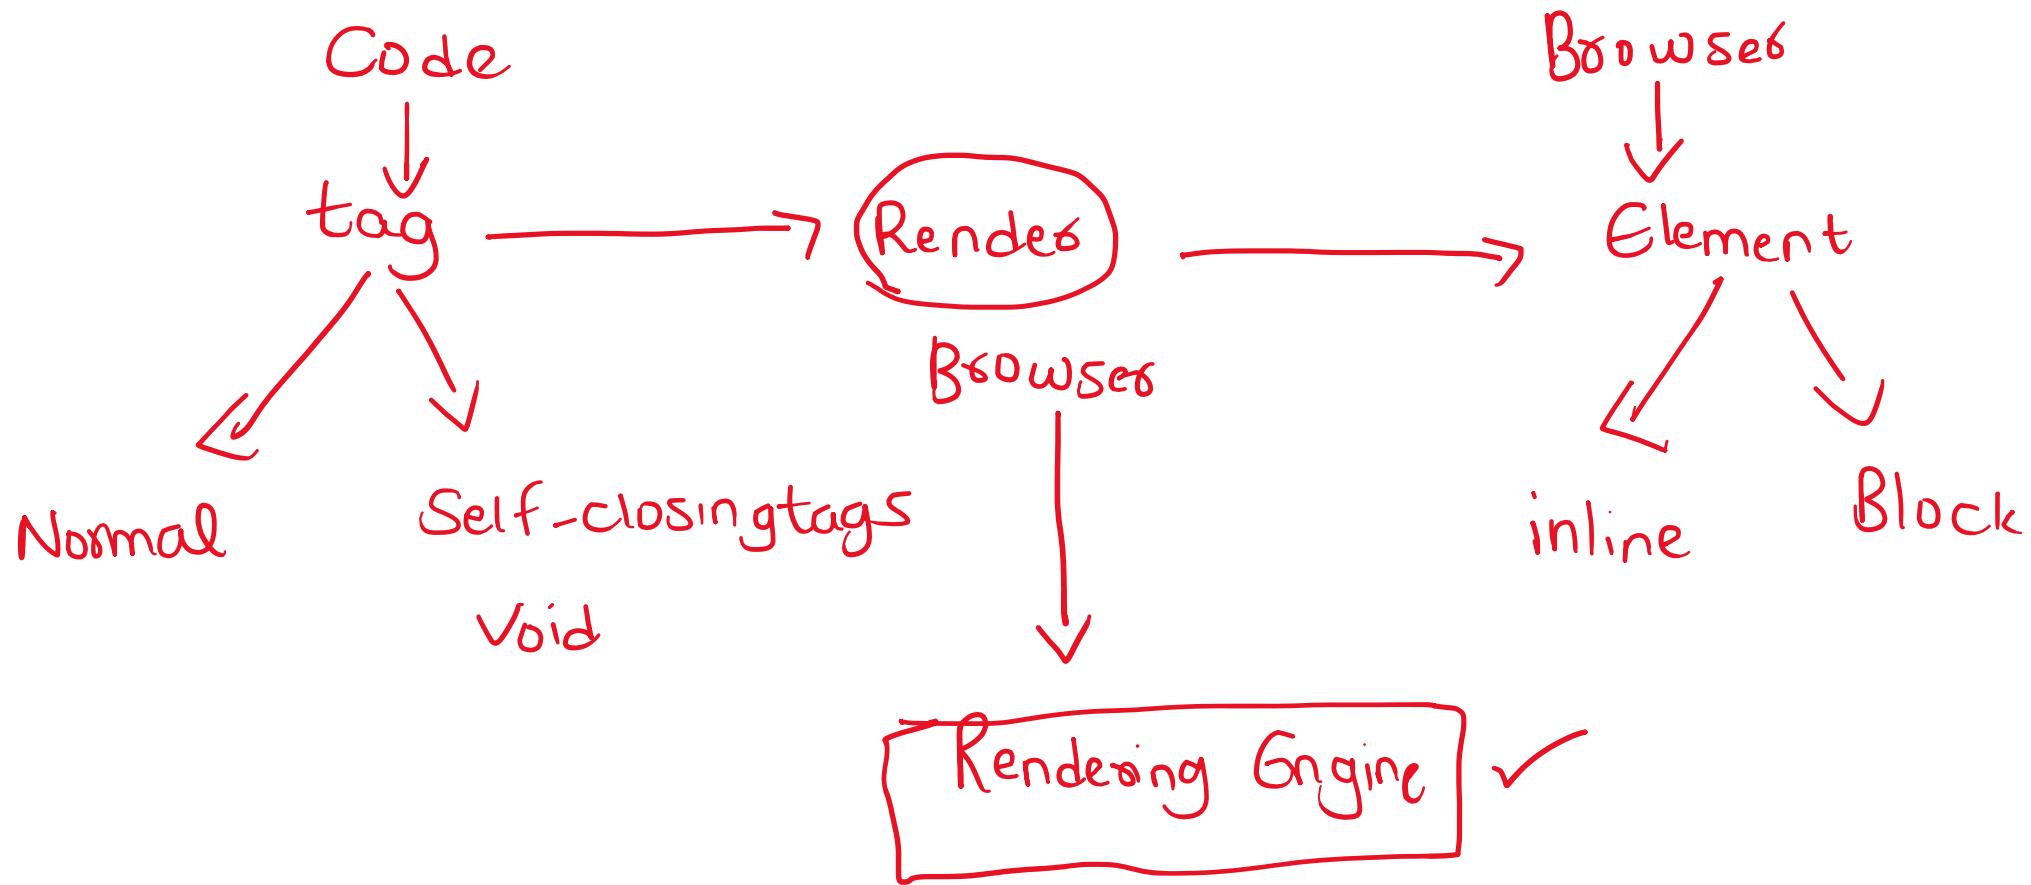 Code
Browser
tag
Render
Element
Browser
Normal
Self-closingtags
inline
Block
Void
Rendering Engine